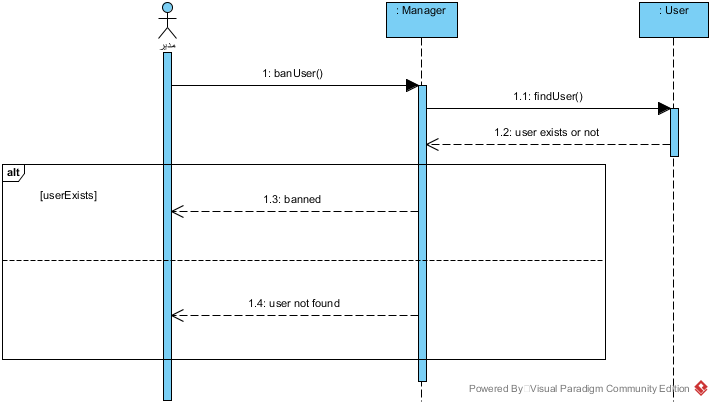 : Manager
: User
مدیر
1: banUser()
1.1: findUser()
1.2: user exists or not
alt
[userExists]
1.3: banned
1.4: user not found
Powered By Visual Paradigm Community Edition